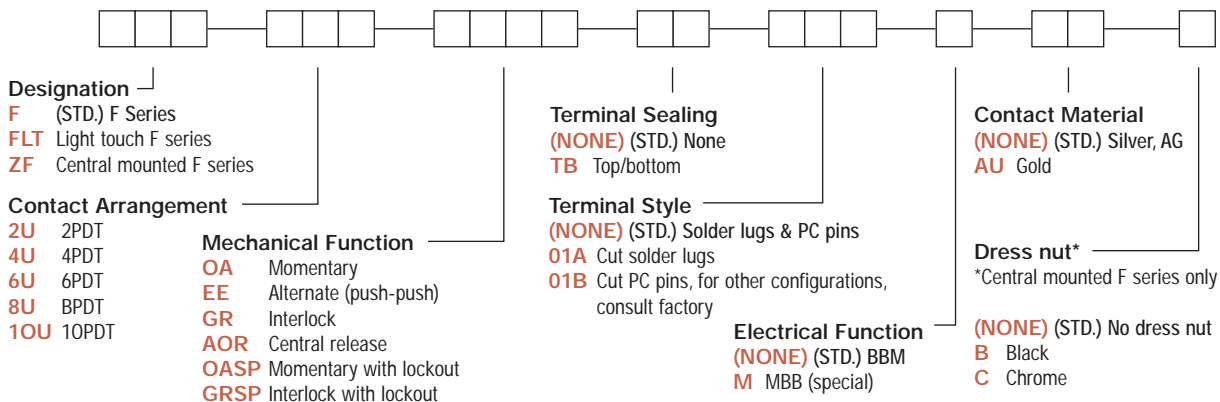 Designation
F (STD.) F Series
FLT Light touch F series
ZF Central mounted F series
Contact Arrangement
2U 2PDT
4U 4PDT
6U 6PDT
8U BPDT
1OU 1OPDT
Mechanical Function
OA Momentary
EE Alternate (push-push)
GR Interlock
AOR Central release
OASP Momentary with lockout
GRSP Interlock with lockout
Terminal Sealing
(NONE) (STD.) None
TB Top/bottom
Terminal Style
(NONE) (STD.) Solder lugs & PC pins
01A Cut solder lugs
01B Cut PC pins, for other configurations,
consult factory
Electrical Function
(NONE) (STD.) BBM
M MBB (special)
Contact Material
(NONE) (STD.) Silver, AG
AU Gold
Dress nut*
*Central mounted F series only
(NONE) (STD.) No dress nut
B Black
C Chrome